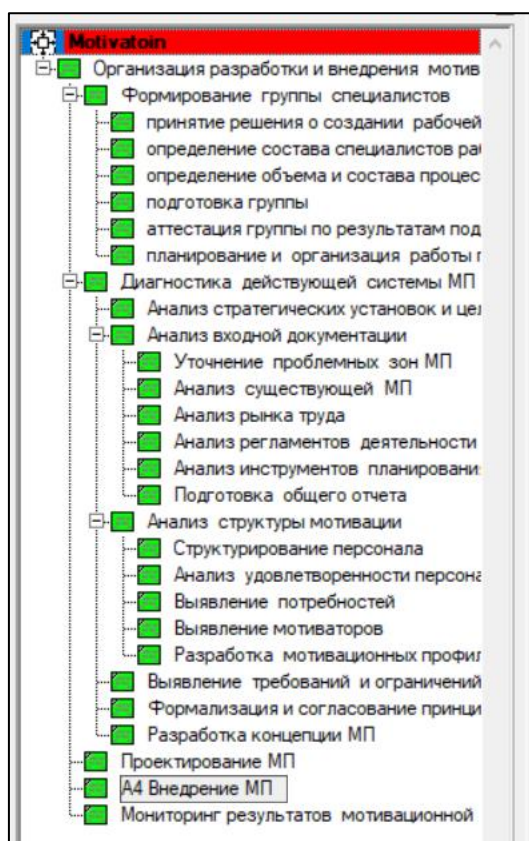 Motivatoin
Организация разработки и внедрения мотив
Формирование группы специалистов
принятие решения о создании рабочей
определение состава специалистов ра
определение объема и состава процес
подготовка группы
аттестация группы по результатам под
планирование и организация работы г
Диагностика действующей системы МП
Анализ стратегических установок и цел
Анализ входной документации
Уточнение проблемных зон МП
Анализ существующей МП
Анализ рынка труда
Анализ регламентов деятельности
Анализ инструментов планировани
Подготовка общего отчета
Анализ структуры мотивации
Структурирование персонала
Анализ удовлетворенности персона
Выявление потребностей
Выявление мотиваторов
Разработка мотивационных профил
Выявление требований и ограничений
Формализация и согласование принци
Разработка концепции МП
Проектирование МП
А4 Внедрение МП
Мониторинг результатов мотивационной